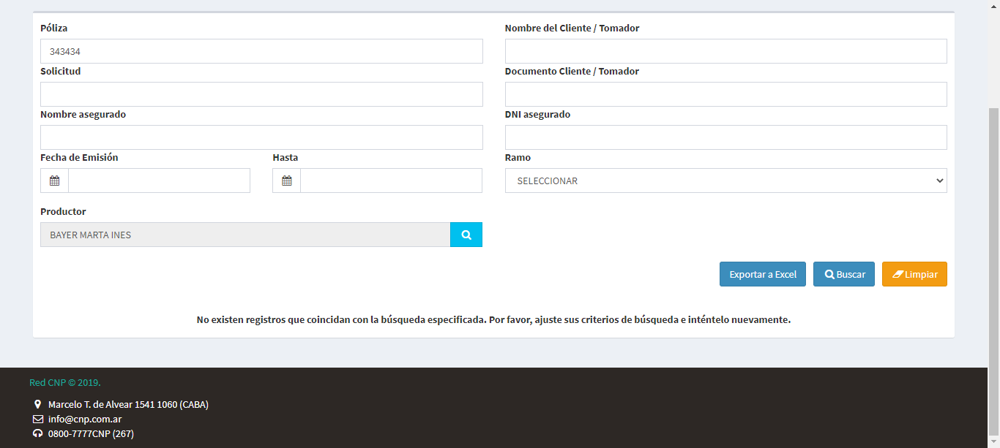 Póliza
343434
Nombre del Cliente / Tomador
Solicitud
Documento Cliente / Tomador
Nombre asegurado
DNI asegurado
Fecha de Emisión
Hasta
Ramo
SELECCIONAR
Productor
BAYER MARTA INES
Exportar a Excel
Buscar
Limpiar
No existen registros que coincidan con la búsqueda especificada. Por favor, ajuste sus criterios de búsqueda e inténtelo nuevamente.
Red CNP © 2019.
Marcelo T. de Alvear 1541 1060 (CABA)
info@cnp.com.ar
0800-7777CNP (267)